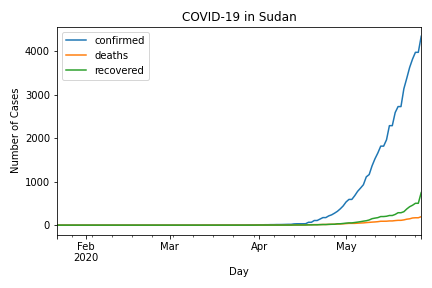 COVID-19 in Sudan
confirmed
deaths
recovered
Number of Cases
4000
3000
2000
1000
0
Feb Mar Apr May
2020
Day